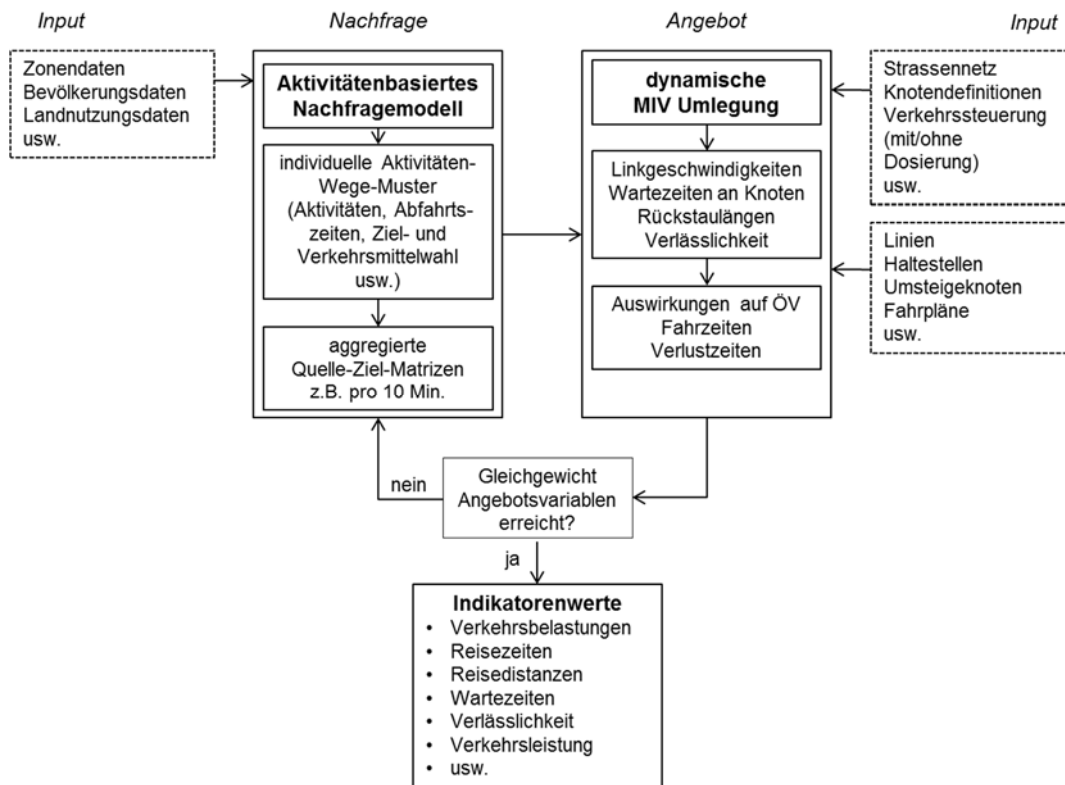 Input
Nachfrage
Angebot
Input
Zonendaten
Bevölkerungsdaten
Landnutzungsdaten
usw.
Aktivitätenbasiertes
Nachfragemodell
individuelle Aktivitäten-
Wege-Muster
(Aktivitäten, Abfahrts-
zeiten, Ziel- und
Verkehrsmittelwahl
usw.)
aggregierte
Quelle-Ziel-Matrizen
z.B. pro 10 Min.
dynamische
MIV Umlegung
Linkgeschwindigkeiten
Wartezeiten an Knoten
Rückstaulängen
Verlässlichkeit
Auswirkungen auf ÖV
Fahrzeiten
Verlustzeiten
Strassennetz
Knotendefinitionen
Verkehrssteuerung
(mit/ohne
Dosierung)
usw.
Linien
Haltestellen
Umsteigeknoten
Fahrpläne
usw.
nein
Gleichgewicht
Angebotsvariablen
erreicht?
ja
Indikatorenwerte
• Verkehrsbelastungen
• Reisezeiten
• Reisedistanzen
• Wartezeiten
• Verlässlichkeit
• Verkehrsleistung
• usw.